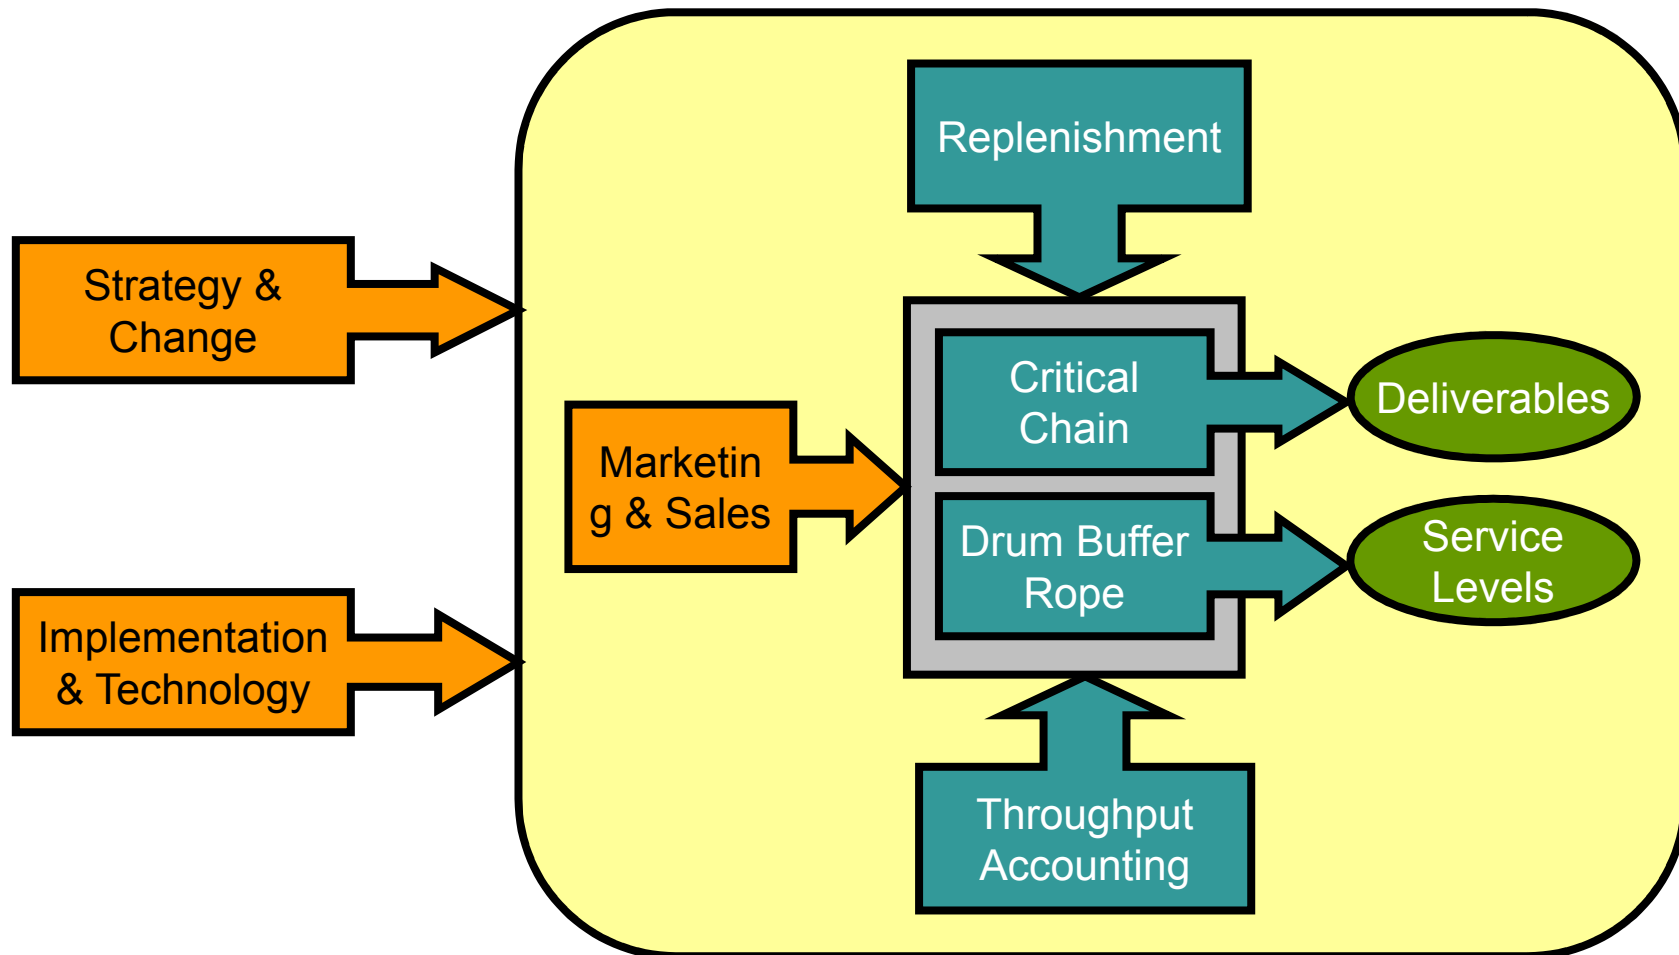 Replenishment
Strategy &
Change
Critical
Chain
Deliverables
Marketin
g & Sales
Drum Buffer
Rope
Service
Levels
Implementation
& Technology
Throughput
Accounting